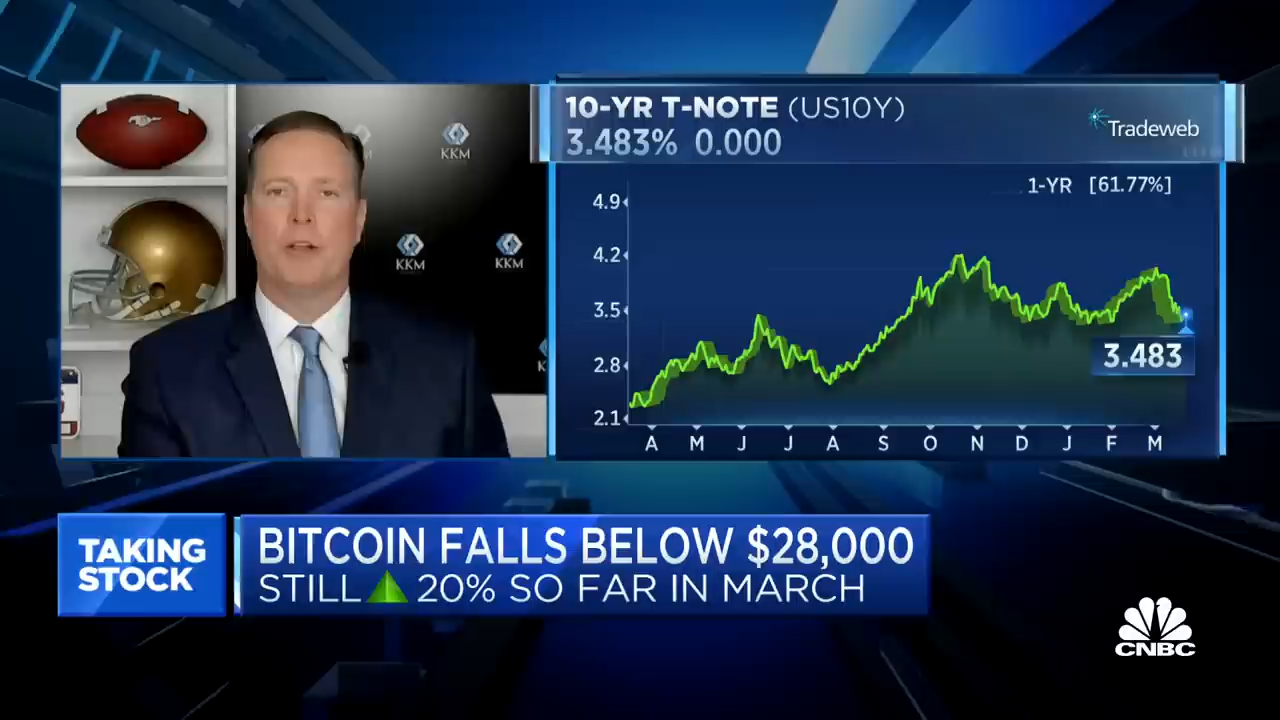 KKM
KKM
KKM
10-YR T-NOTE (US10Y)
3.483% 0.000
Tradeweb
1-YR [61.77%]
4.9
4.2
3.5
2.8
2.1
3.483
A M J J A S O N D J F M
TAKING
STOCK
BITCOIN FALLS BELOW $28,000
STILL 20% SO FAR IN MARCH
CNBC